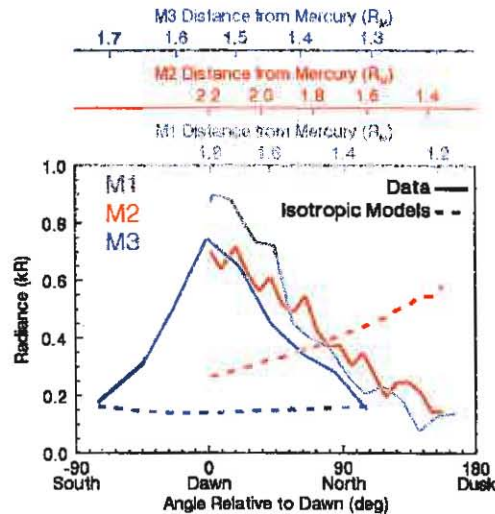 M3 Distance from Mercury (R_M)
1.7 1.6 1.5 1.4 1.3
M2 Distance from Mercury (R_M)
2.2 2.0 1.8 1.6 1.4
M1 Distance from Mercury (R_M)
1.8 1.6 1.4 1.2
1.0
0.8
0.6
0.4
0.2
0.0
Radiance (kR)
M1
M2
M3
Data
Isotropic Models
-90 0 90 180
South Dawn North Dusk
Angle Relative to Dawn (deg)